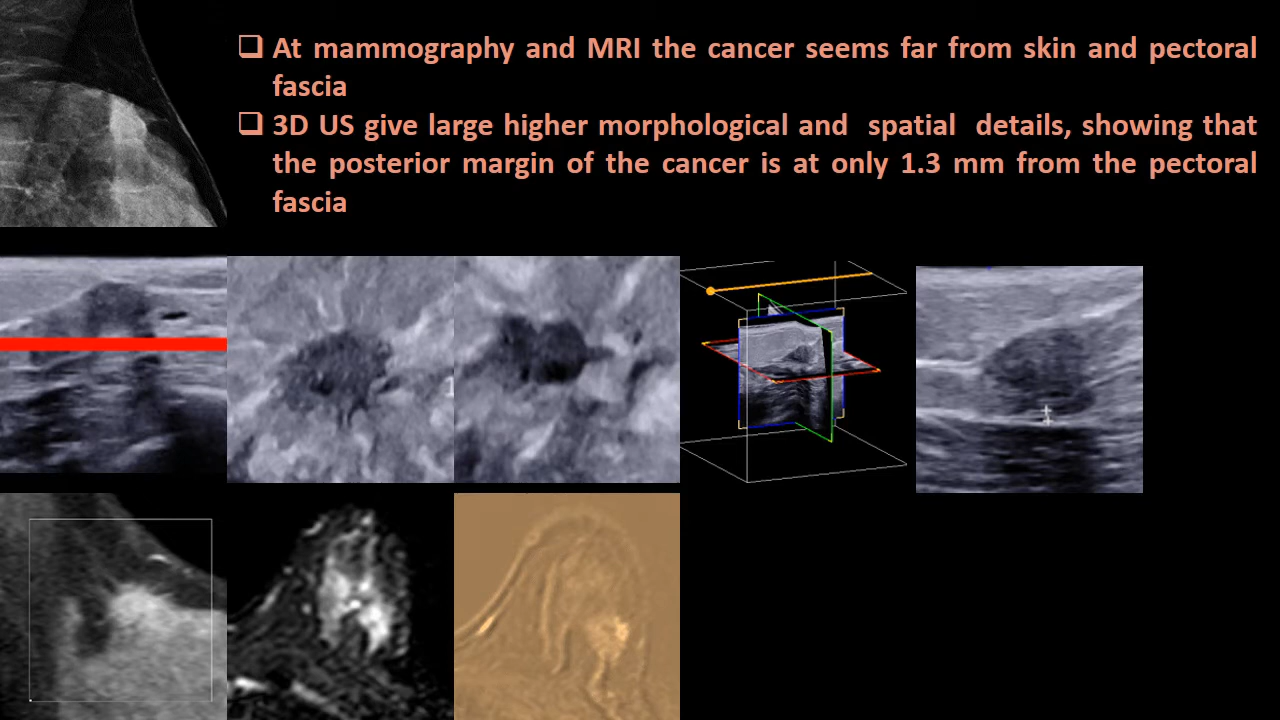 ❑ At mammography and MRI the cancer seems far from skin and pectoral
fascia
❑ 3D US give large higher morphological and spatial details, showing that
the posterior margin of the cancer is at only 1.3 mm from the pectoral
fascia
1